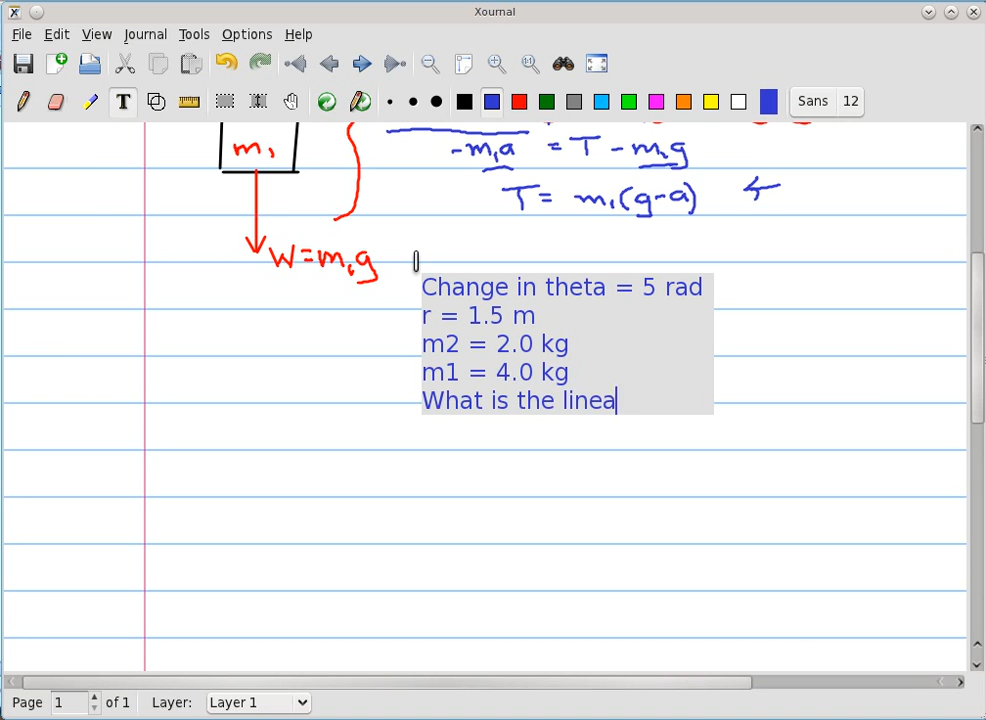 Xournal
File Edit View Journal Tools Options Help
T Sans 12
m₁
-m₁a = T - m₁g
T = m₁(g-a)
W=m₁g
Change in theta = 5 rad
r = 1.5 m
m2 = 2.0 kg
m1 = 4.0 kg
What is the linea
Page 1 of 1 Layer: Layer 1